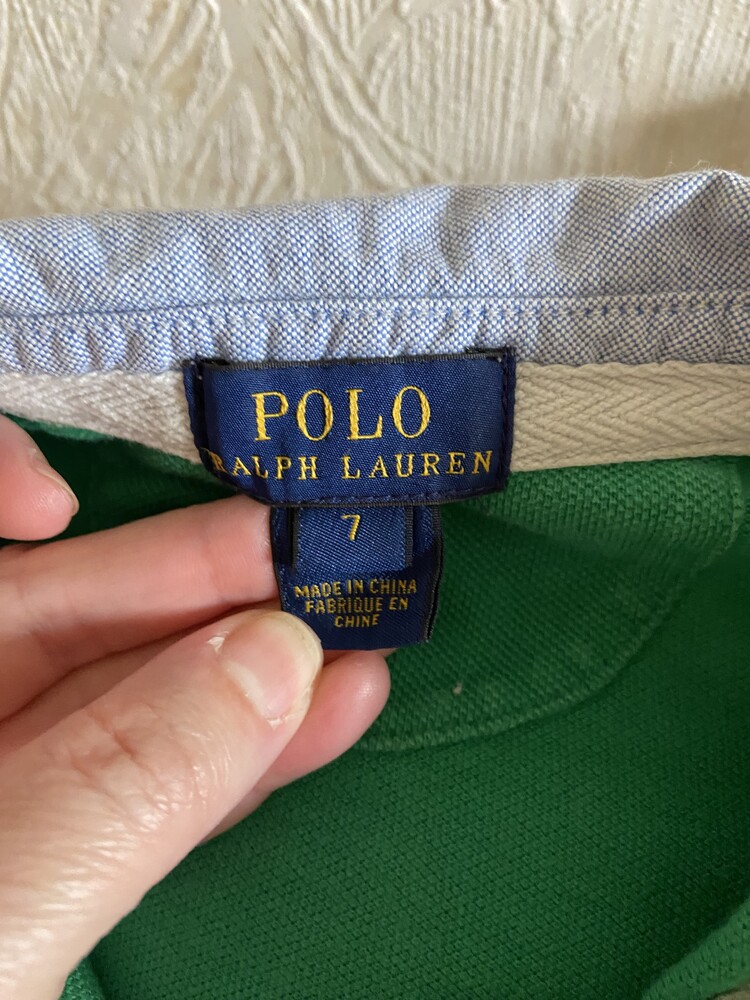 POLO
RALPH LAUREN
7
MADE IN CHINA
FABRIQUE EN
CHINE